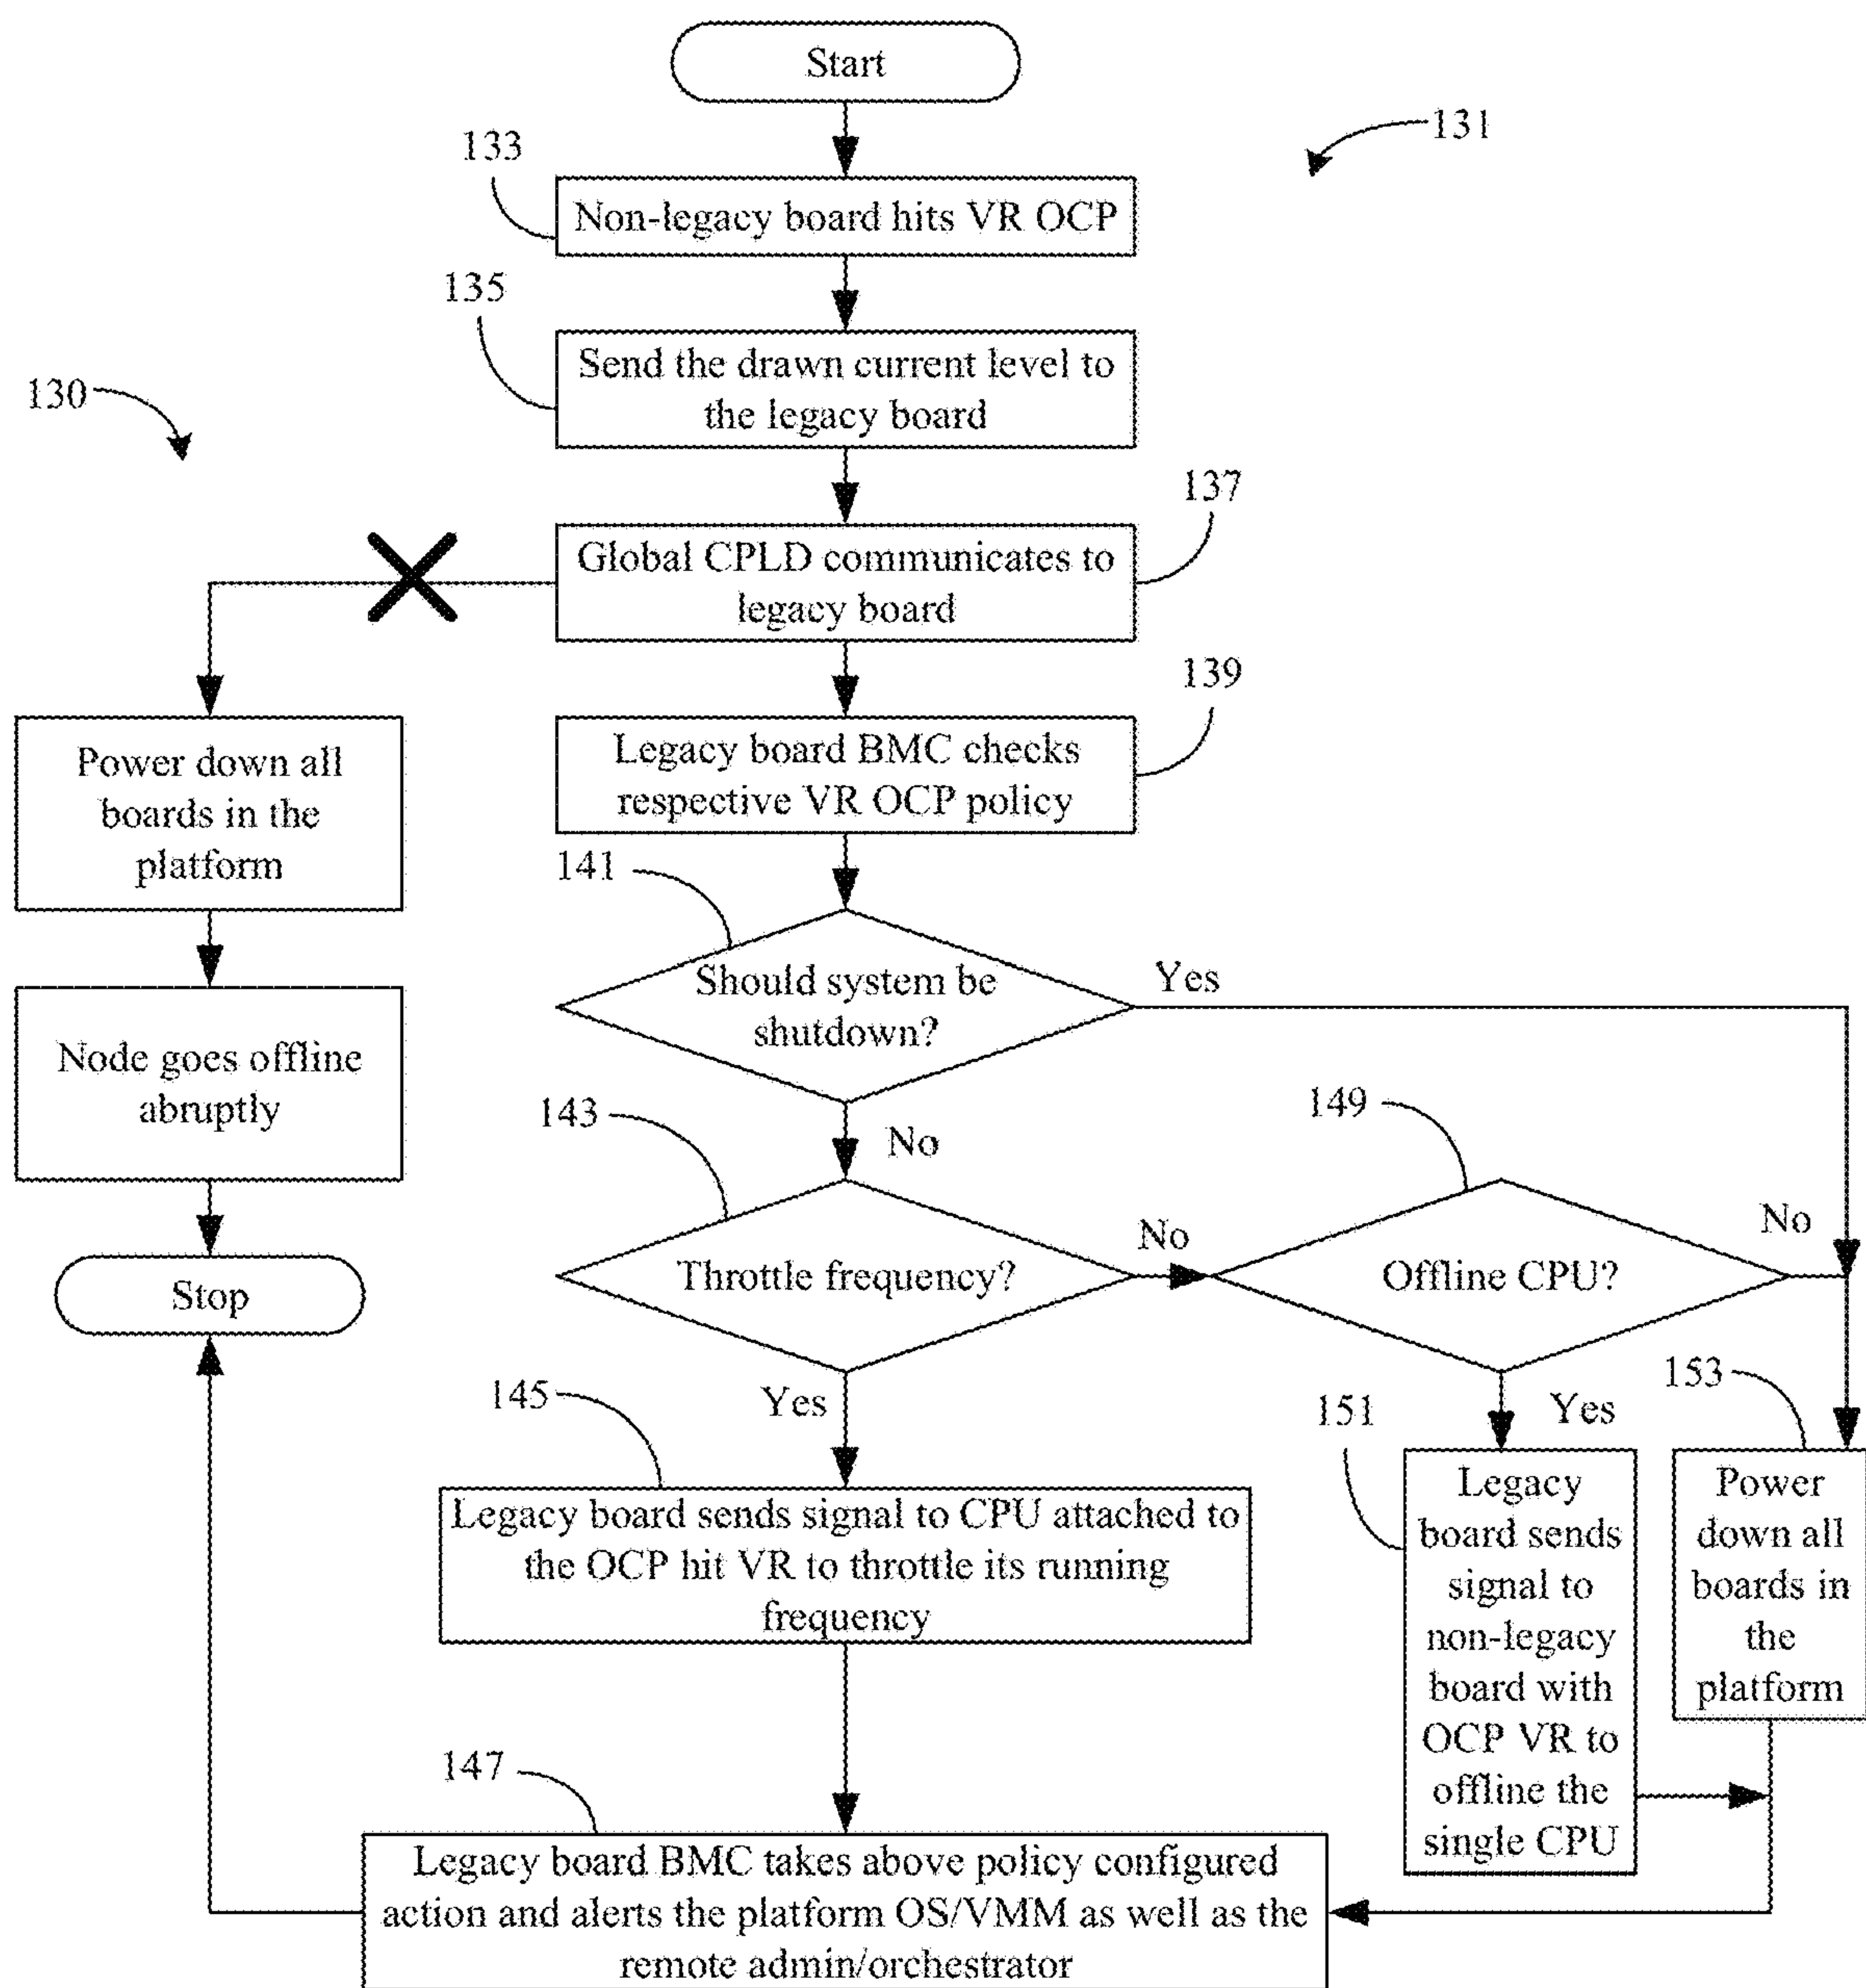 Start
131
133
Non-legacy board hits VR OCP
135
Send the drawn current level to
the legacy board
130
137
Global CPLD communicates to
legacy board
139
Legacy board BMC checks
respective VR OCP policy
Power down all
boards in the
platform
141
Should system be
shutdown?
Yes
Node goes offline
abruptly
143
No
149
Throttle frequency?
No
Offline CPU?
No
Stop
145
Yes
151
Yes
153
Legacy board sends signal to CPU attached to
the OCP hit VR to throttle its running
frequency
Legacy
board sends
signal to
non-legacy
board with
OCP VR to
offline the
single CPU
Power
down all
boards in
the
platform
147
Legacy board BMC takes above policy configured
action and alerts the platform OS/VMM as well as the
remote admin/orchestrator